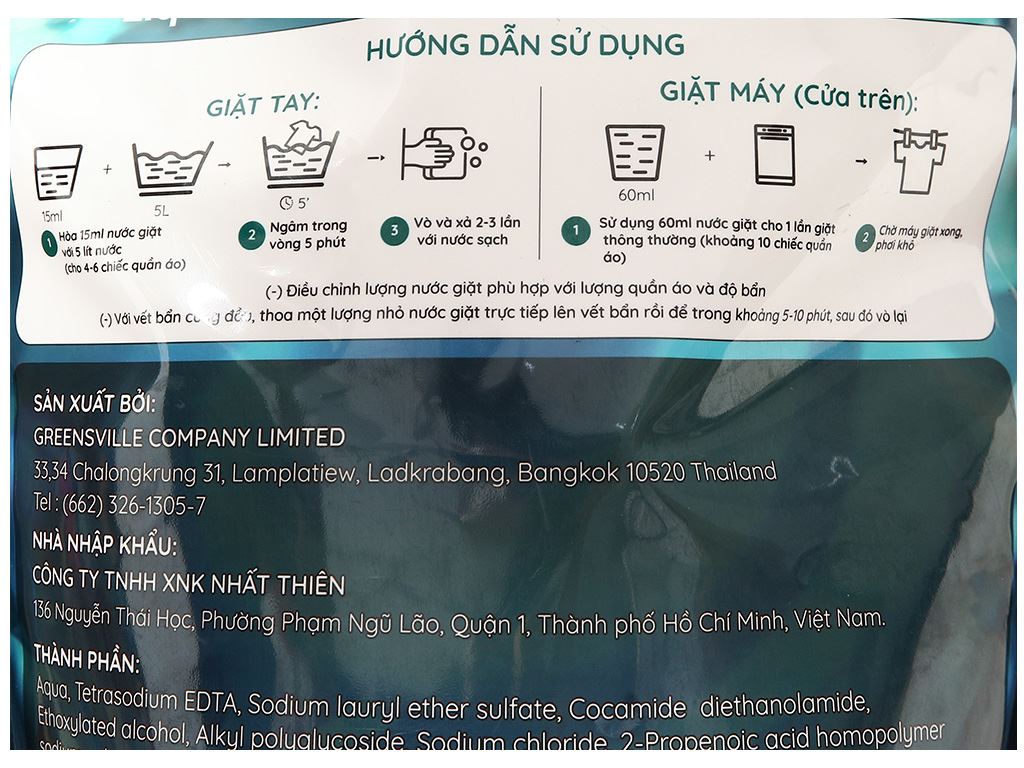 HƯỚNG DẪN SỬ DỤNG
GIẶT TAY:
15ml
+
5L
5'
1 Hòa 15ml nước giặt
với 5 lít nước
(cho 4-6 chiếc quần áo)
2 Ngâm trong
vòng 5 phút
3 Vò và xả 2-3 lần
với nước sạch
GIẶT MÁY (Cửa trên):
60ml
+
1 Sử dụng 60ml nước giặt cho 1 lần giặt
thông thường (khoảng 10 chiếc quần
áo)
2 Chờ máy giặt xong,
phơi khô
(-) Điều chỉnh lượng nước giặt phù hợp với lượng quần áo và độ bẩn
(-) Với vết bẩn cứng đầu, thoa một lượng nhỏ nước giặt trực tiếp lên vết bẩn rồi để trong khoảng 5-10 phút, sau đó vò lại
SẢN XUẤT BỞI:
GREENSVILLE COMPANY LIMITED
33,34 Chalongkrung 31, Lamplatiew, Ladkrabang, Bangkok 10520 Thailand
Tel : (662) 326-1305-7
NHÀ NHẬP KHẨU:
CÔNG TY TNHH XNK NHẤT THIÊN
136 Nguyễn Thái Học, Phường Phạm Ngũ Lão, Quận 1, Thành phố Hồ Chí Minh, Việt Nam.
THÀNH PHẦN:
Aqua, Tetrasodium EDTA, Sodium lauryl ether sulfate, Cocamide diethanolamide,
Ethoxylated alcohol, Alkyl polyglycoside, Sodium chloride, 2-Propenoic acid homopolymer